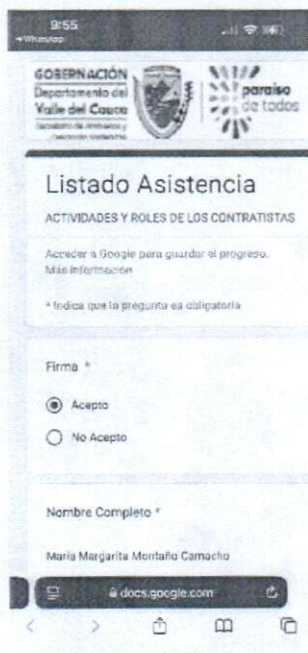 9:55
WhatsApp
GOBERNACIÓN
Departamento del
Valle del Cauca
paraíso
de todos
Listado Asistencia
ACTIVIDADES Y ROLES DE LOS CONTRATISTAS
Acceder a Google para guardar el progreso.
Más información
* Indica que la pregunta es obligatoria
Firma *
Acepto
No Acepto
Nombre Completo *
María Margarita Montaño Camacho
docs.google.com